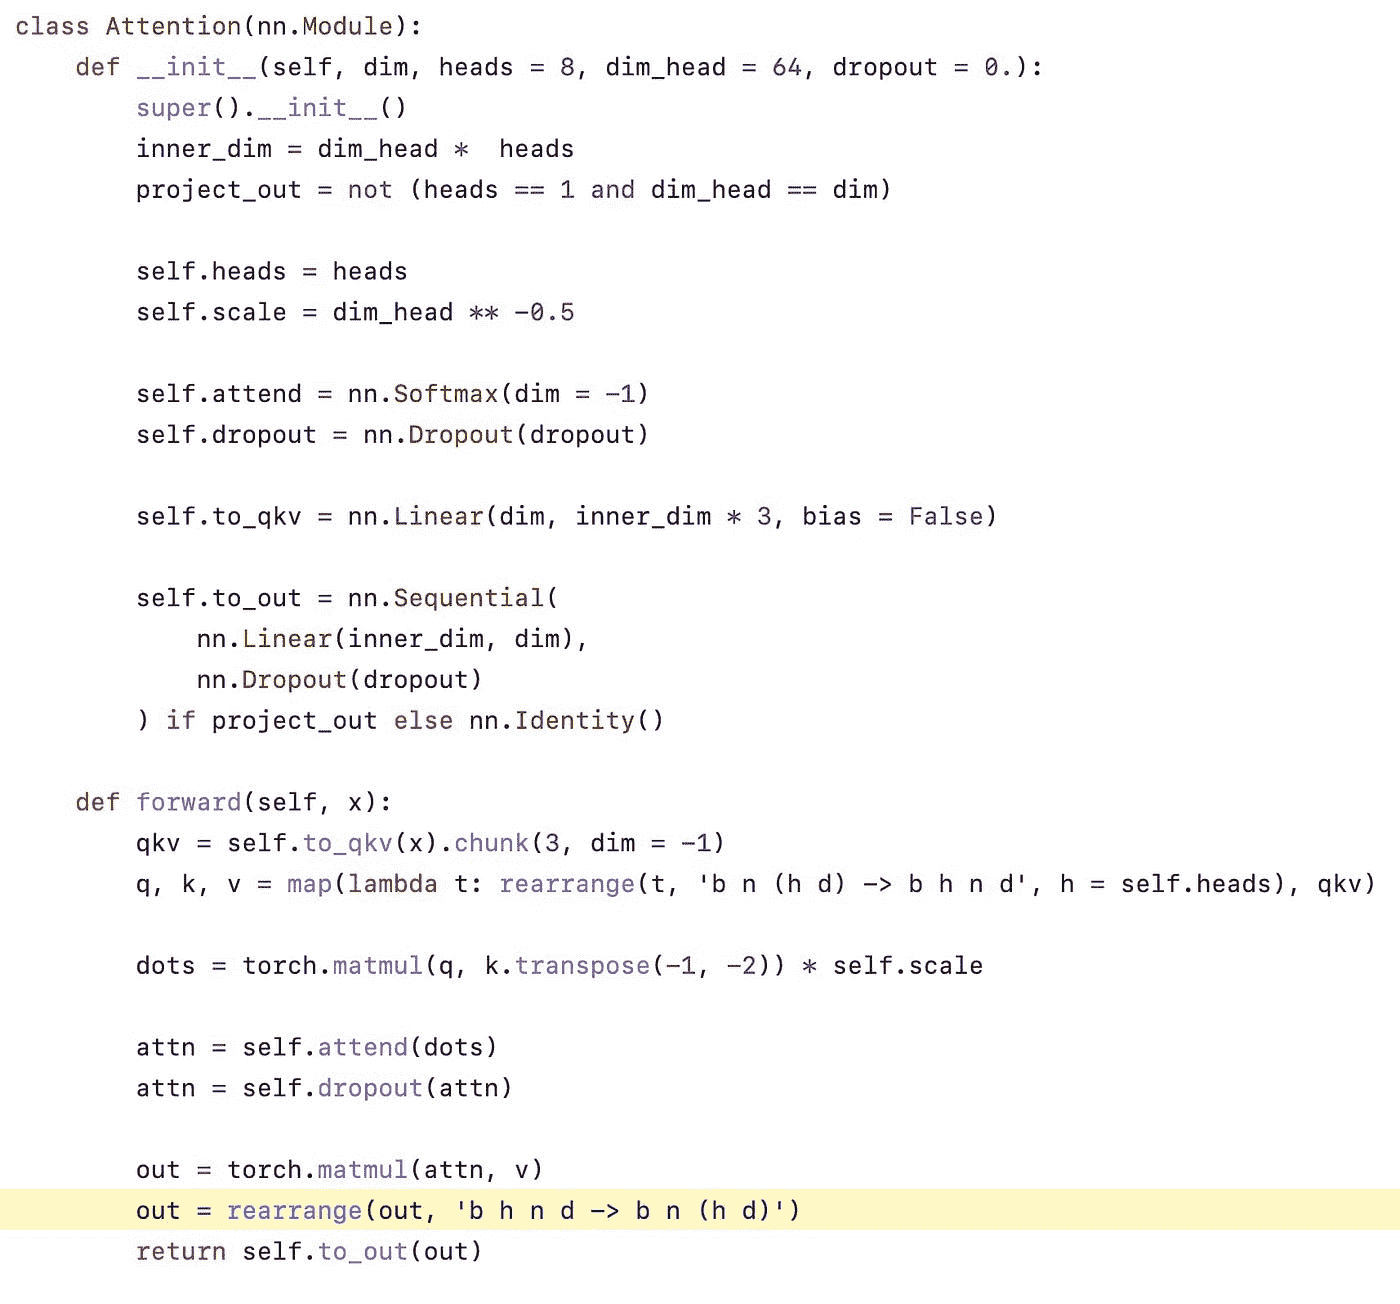 class Attention(nn.Module):
    def __init__(self, dim, heads = 8, dim_head = 64, dropout = 0.):
        super().__init__()
        inner_dim = dim_head *  heads
        project_out = not (heads == 1 and dim_head == dim)

        self.heads = heads
        self.scale = dim_head ** -0.5

        self.attend = nn.Softmax(dim = -1)
        self.dropout = nn.Dropout(dropout)

        self.to_qkv = nn.Linear(dim, inner_dim * 3, bias = False)

        self.to_out = nn.Sequential(
            nn.Linear(inner_dim, dim),
            nn.Dropout(dropout)
        ) if project_out else nn.Identity()

    def forward(self, x):
        qkv = self.to_qkv(x).chunk(3, dim = -1)
        q, k, v = map(lambda t: rearrange(t, 'b n (h d) -> b h n d', h = self.heads), qkv)

        dots = torch.matmul(q, k.transpose(-1, -2)) * self.scale

        attn = self.attend(dots)
        attn = self.dropout(attn)

        out = torch.matmul(attn, v)
        out = rearrange(out, 'b h n d -> b n (h d)')
        return self.to_out(out)